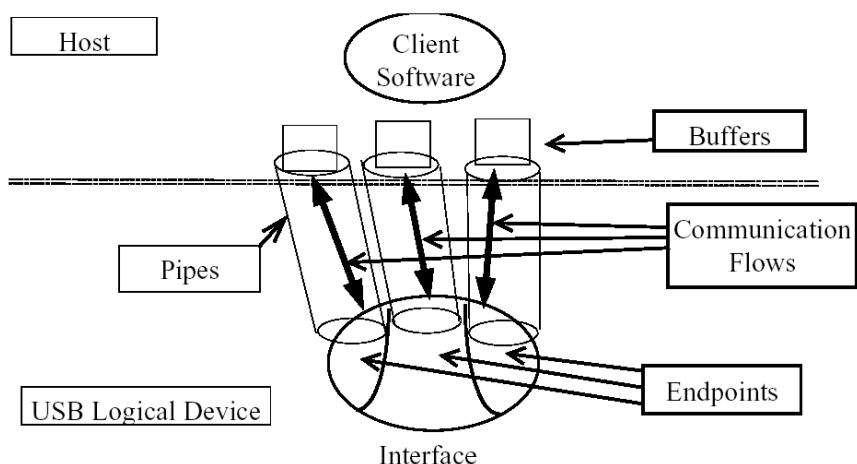 Host
Client
Software
Buffers
Communication
Flows
Pipes
Endpoints
USB Logical Device
Interface